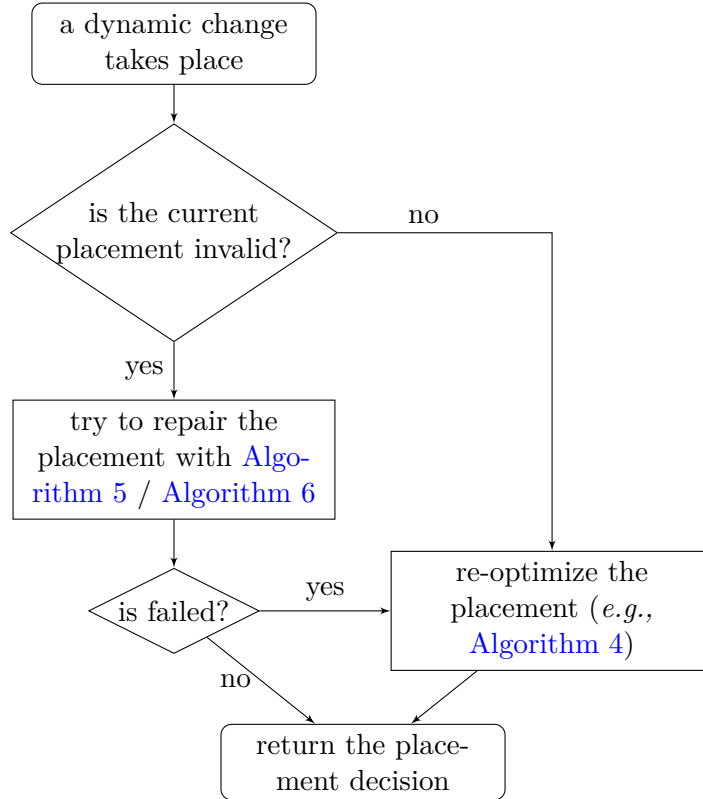 a dynamic change
takes place
is the current
placement invalid?
no
yes
try to repair the
placement with Algo-
rithm 5 / Algorithm 6
is failed?
yes
re-optimize the
placement (e.g.,
Algorithm 4)
no
return the place-
ment decision